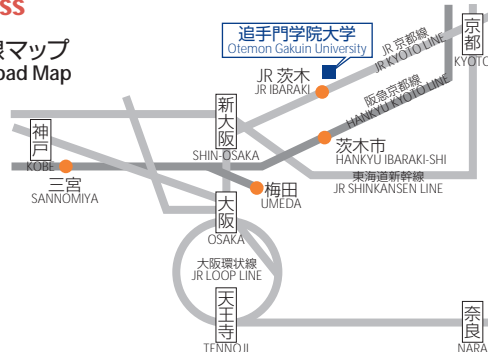 ss
線マップ
oad Map
追手門学院大学
Otemon Gakuin University
JR 京都線
JR KYOTO LINE
京都
KYOTO
JR 茨木
JR IBARAKI
阪急京都線
HANKYU KYOTO LINE
新大阪
SHIN-OSAKA
茨木市
HANKYU IBARAKI-SHI
神戸
KOBE
東海道新幹線
JR SHINKANSEN LINE
三宮
SANNOMIYA
梅田
UMEDA
大阪
OSAKA
大阪環状線
JR LOOP LINE
天王寺
TENNOJI
奈良
NARA